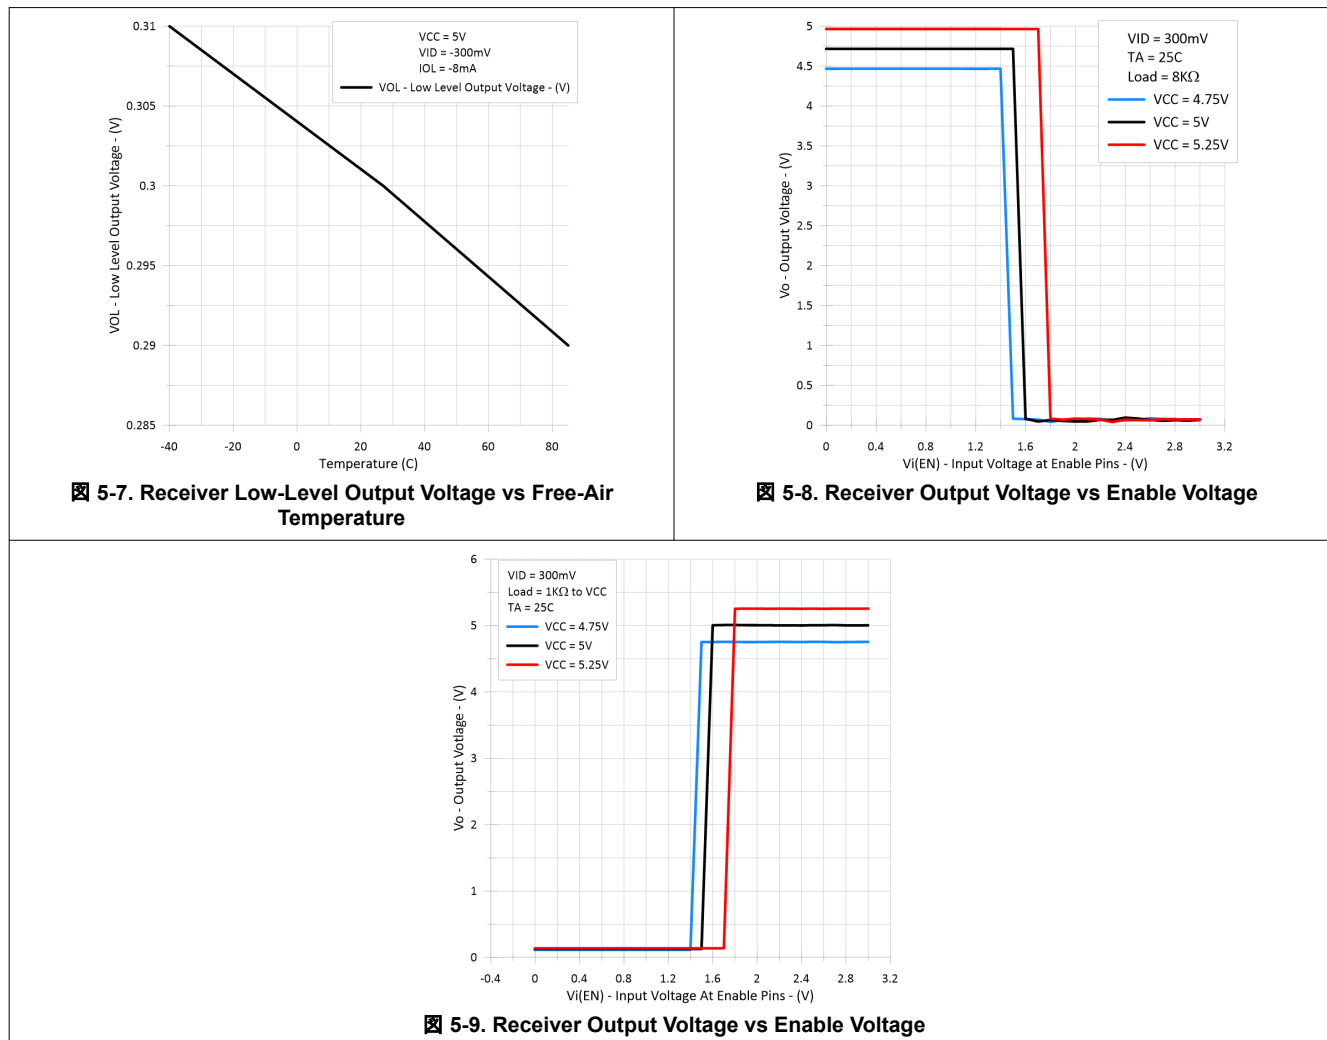 0.31
0.305
0.3
0.295
0.29
0.285
VOL - Low Level Output Voltage - (V)
VCC = 5V
VID = -300mV
IOL = -8mA
VOL - Low Level Output Voltage - (V)
-40
-20
0
20
40
60
80
Temperature (C)
図 5-7. Receiver Low-Level Output Voltage vs Free-Air
Temperature
5
4.5
4
3.5
3
2.5
2
1.5
1
0.5
0
Vo - Output Voltage - (V)
VID = 300mV
TA = 25C
Load = 8KΩ
VCC = 4.75V
VCC = 5V
VCC = 5.25V
0
0.4
0.8
1.2
1.6
2
2.4
2.8
3.2
Vi(EN) - Input Voltage at Enable Pins - (V)
図 5-8. Receiver Output Voltage vs Enable Voltage
6
5
4
3
2
1
0
Vo - Output Votlage - (V)
VID = 300mV
Load = 1KΩ to VCC
TA = 25C
VCC = 4.75V
VCC = 5V
VCC = 5.25V
-0.4
0
0.4
0.8
1.2
1.6
2
2.4
2.8
3.2
Vi(EN) - Input Voltage At Enable Pins - (V)
図 5-9. Receiver Output Voltage vs Enable Voltage